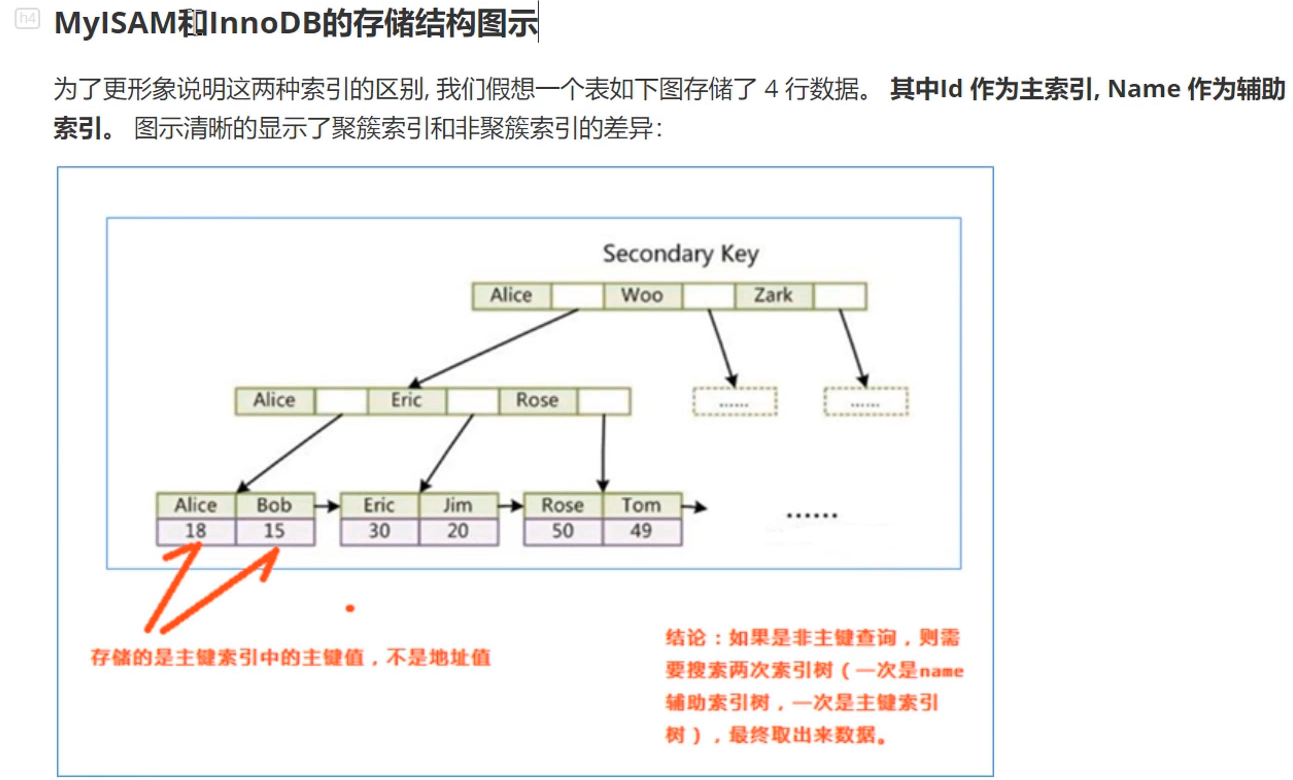 h4
MyISAM和InnoDB的存储结构图示
为了更形象说明这两种索引的区别, 我们假想一个表如下图存储了 4 行数据。 其中Id 作为主索引, Name 作为辅助
索引。 图示清晰的显示了聚簇索引和非聚簇索引的差异：
Secondary Key
Alice Woo Zark
Alice Eric Rose ...... ......
Alice Bob Eric Jim Rose Tom ......
18 15 30 20 50 49
存储的是主键索引中的主键值，不是地址值
结论：如果是非主键查询，则需
要搜索两次索引树（一次是name
辅助索引树，一次是主键索引
树），最终取出来数据。